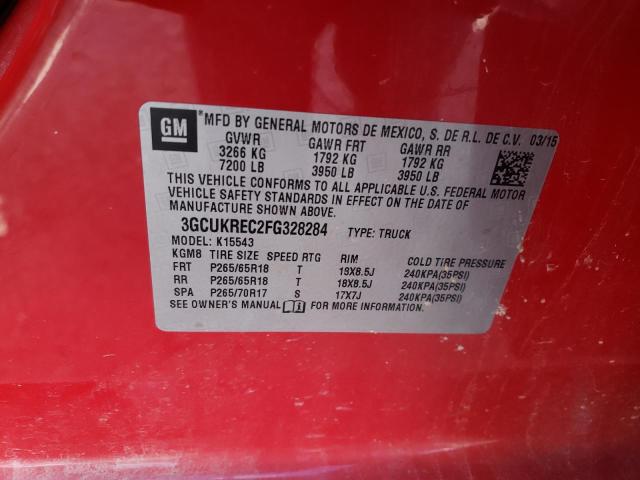 GM
*MFD BY GENERAL MOTORS DE MEXICO, S. DE R.L. DE C.V. 03/15
GVWR GAWR FRT GAWR RR
3266 KG 1792 KG 1792 KG
7200 LB 3950 LB 3950 LB
THIS VEHICLE CONFORMS TO ALL APPLICABLE U.S. FEDERAL MOTOR
VEHICLE SAFETY STANDARDS IN EFFECT ON THE DATE OF
MANUFACTURE SHOWN ABOVE.
3GCUKREC2FG328284 TYPE: TRUCK
MODEL: K15543
KGM8 TIRE SIZE SPEED RTG RIM COLD TIRE PRESSURE
FRT P265/65R18 T 18X8.5J 240KPA(35PSI)
RR P265/65R18 T 18X8.5J 240KPA(35PSI)
SPA P265/70R17 S 17X7J 240KPA(35PSI)
SEE OWNER'S MANUAL FOR MORE INFORMATION.